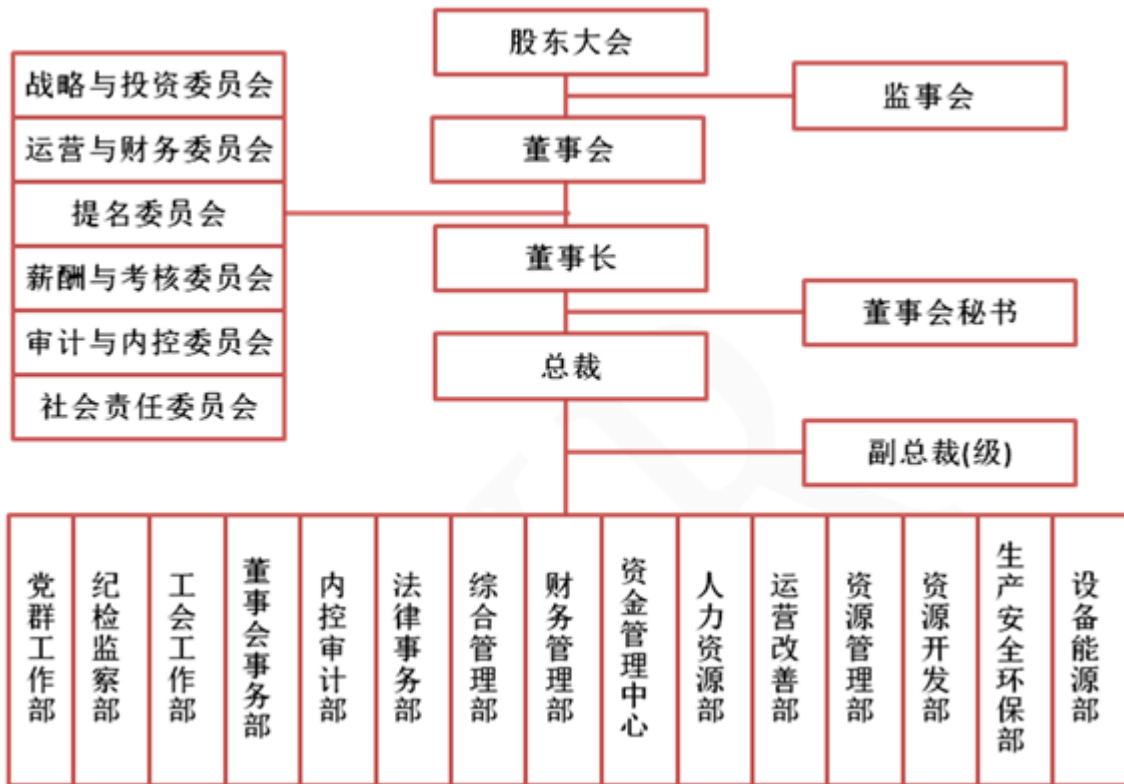 股东大会
监事会
战略与投资委员会
运营与财务委员会
提名委员会
薪酬与考核委员会
审计与内控委员会
社会责任委员会
董事会
董事长
董事会秘书
总裁
副总裁(级)
党群工作部
纪检监察部
工会工作部
董事会事务部
内控审计部
法律事务部
综合管理部
财务管理部
资金管理中心
人力资源部
运营改善部
资源管理部
资源开发部
生产安全环保部
设备能源部